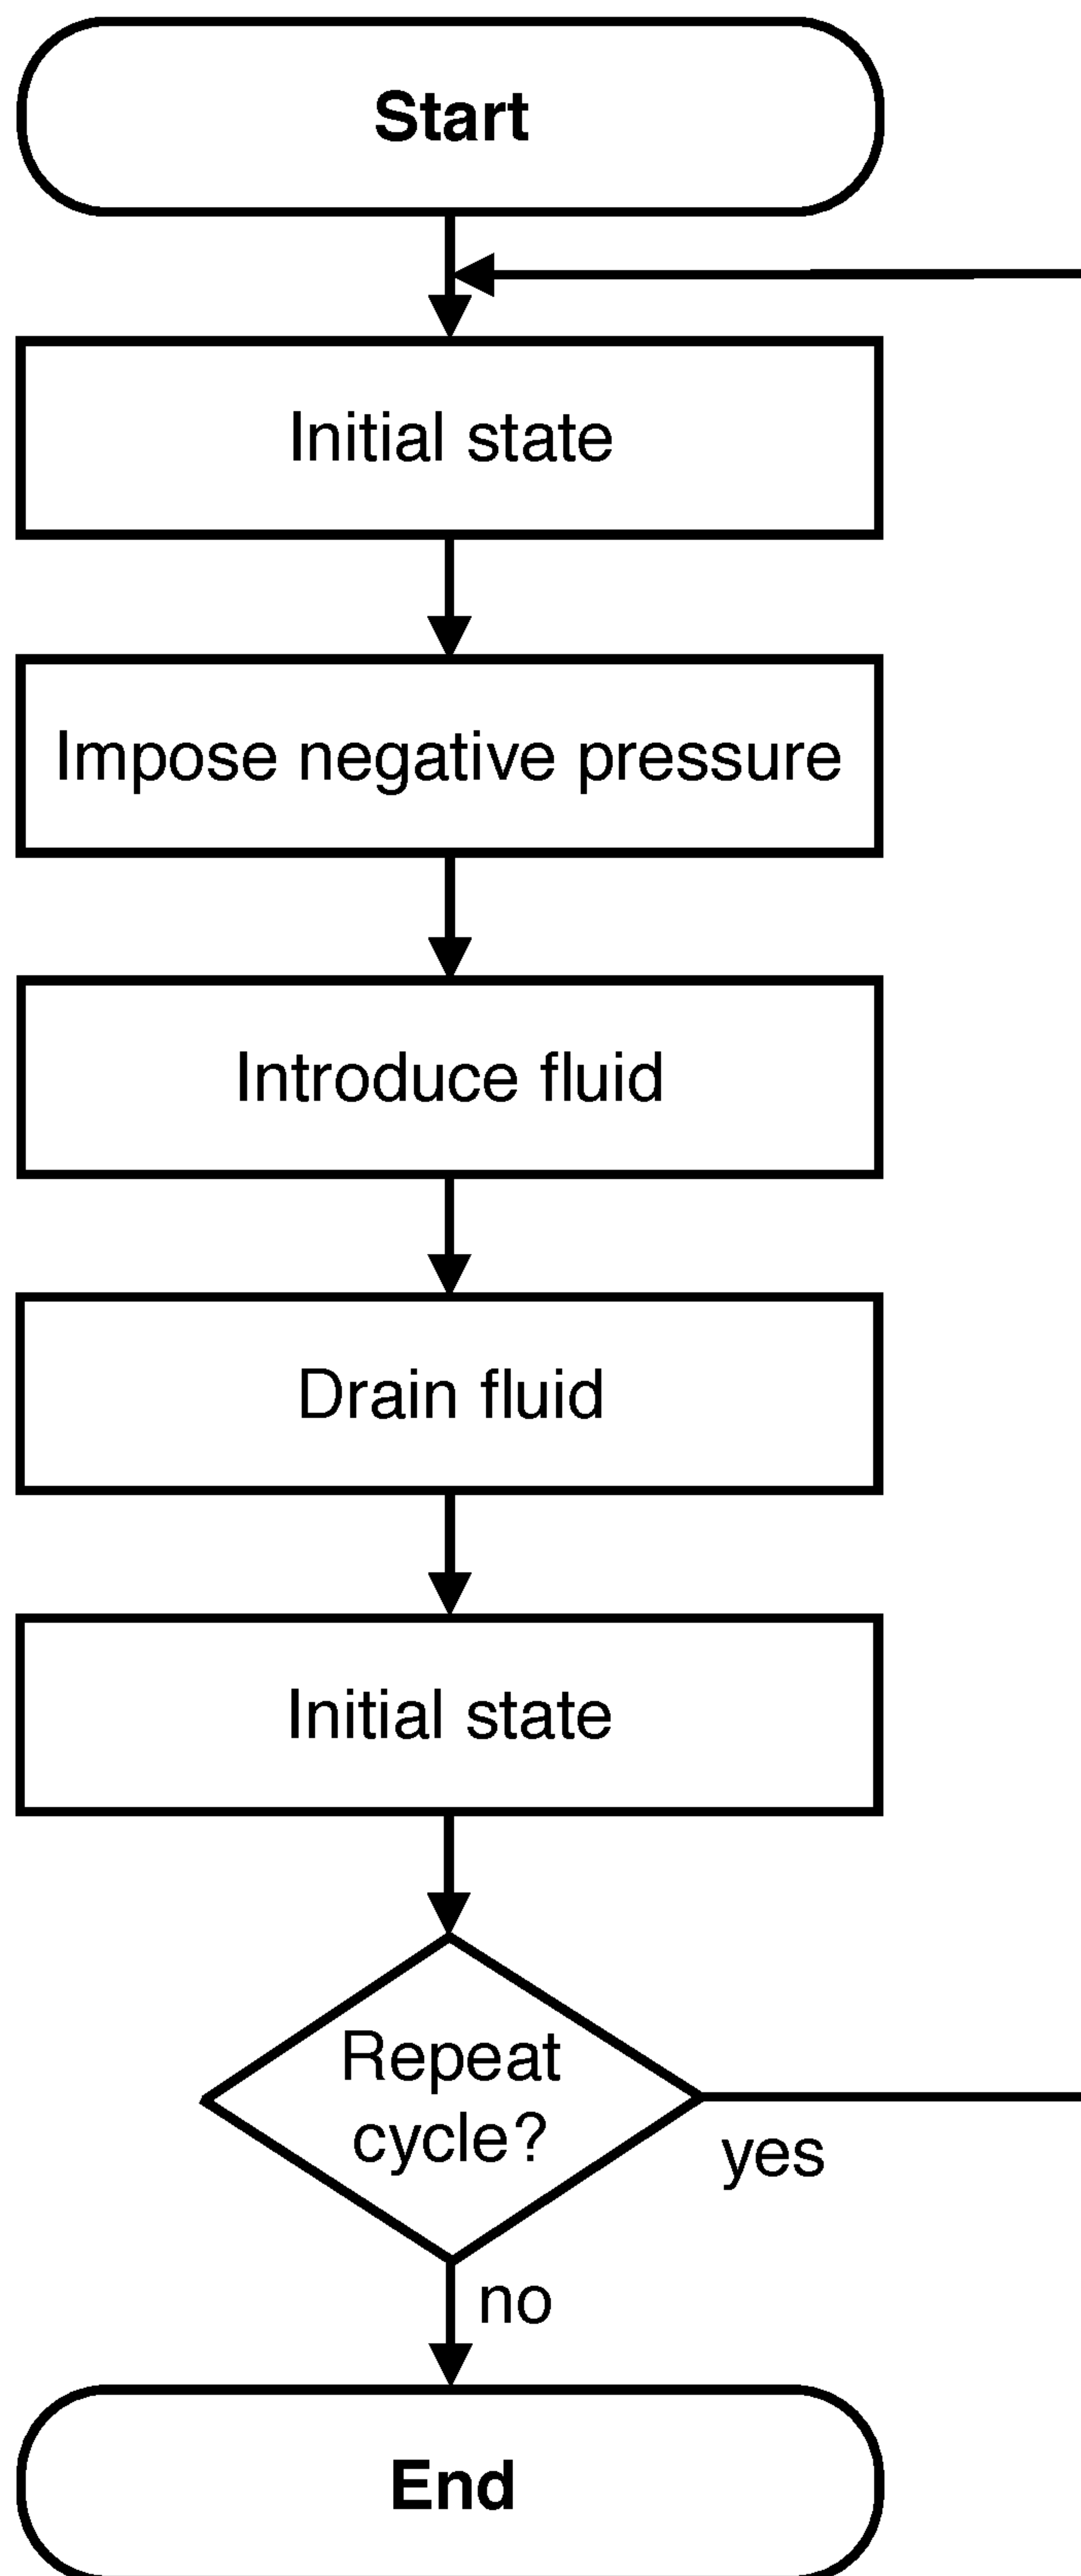 Start
Initial state
Impose negative pressure
Introduce fluid
Drain fluid
Initial state
Repeat
cycle?
yes
no
End